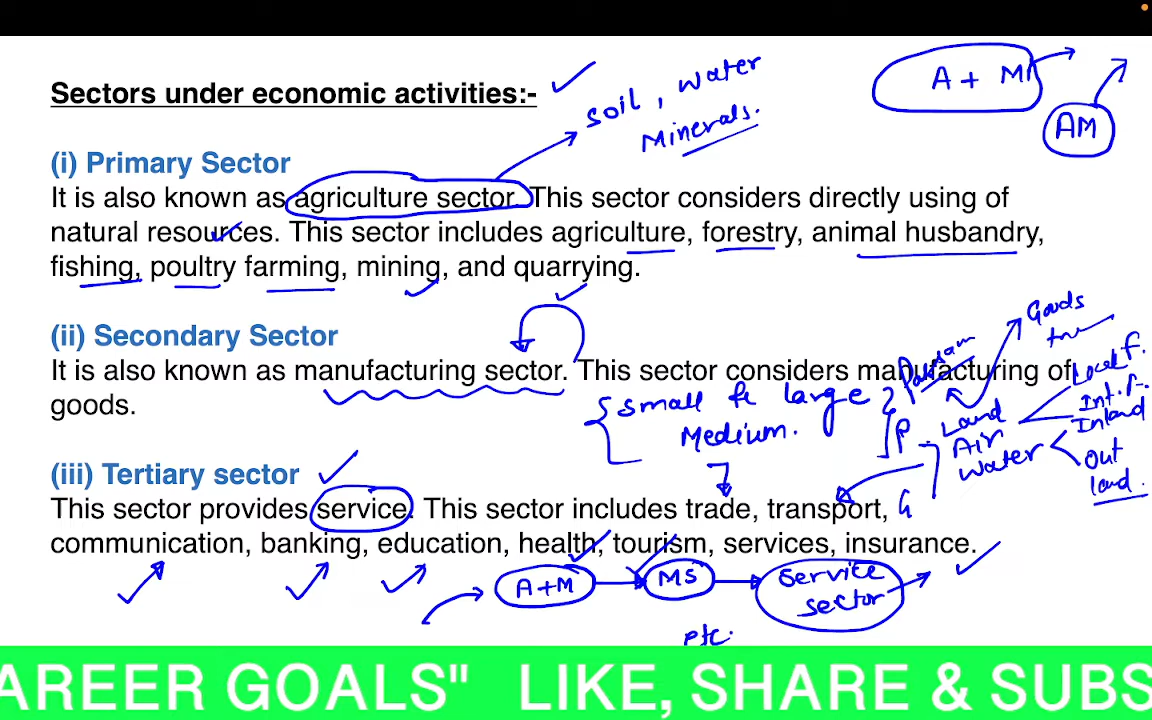 Sectors under economic activities:-
soil, water
Minerals.
A + M
AM
(i) Primary Sector
It is also known as agriculture sector. This sector considers directly using of
natural resources. This sector includes agriculture, forestry, animal husbandry,
fishing, poultry farming, mining, and quarrying.
(ii) Secondary Sector
It is also known as manufacturing sector. This sector considers manufacturing of
goods.
small large
Medium.
Goods
P
Land
Air
Water
Local F.
Int. F.
Inland
Out
land.
(iii) Tertiary sector
This sector provides service. This sector includes trade, transport,
G
communication, banking, education, health, tourism, services, insurance.
A+M
MS
Service
sector
etc.
AREER GOALS" LIKE, SHARE & SUBS